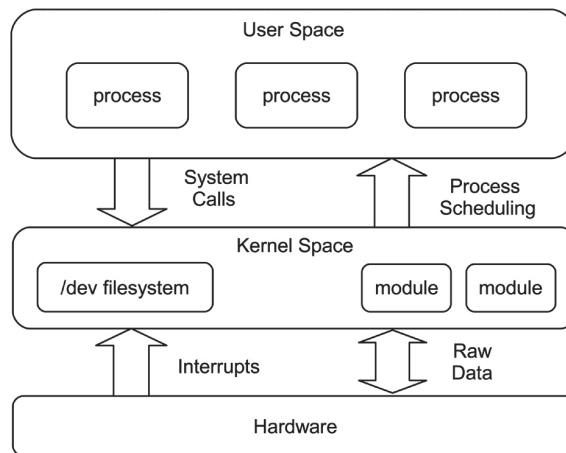 User Space
process
process
process
System
Calls
Process
Scheduling
Kernel Space
/dev filesystem
module
module
Interrupts
Raw
Data
Hardware